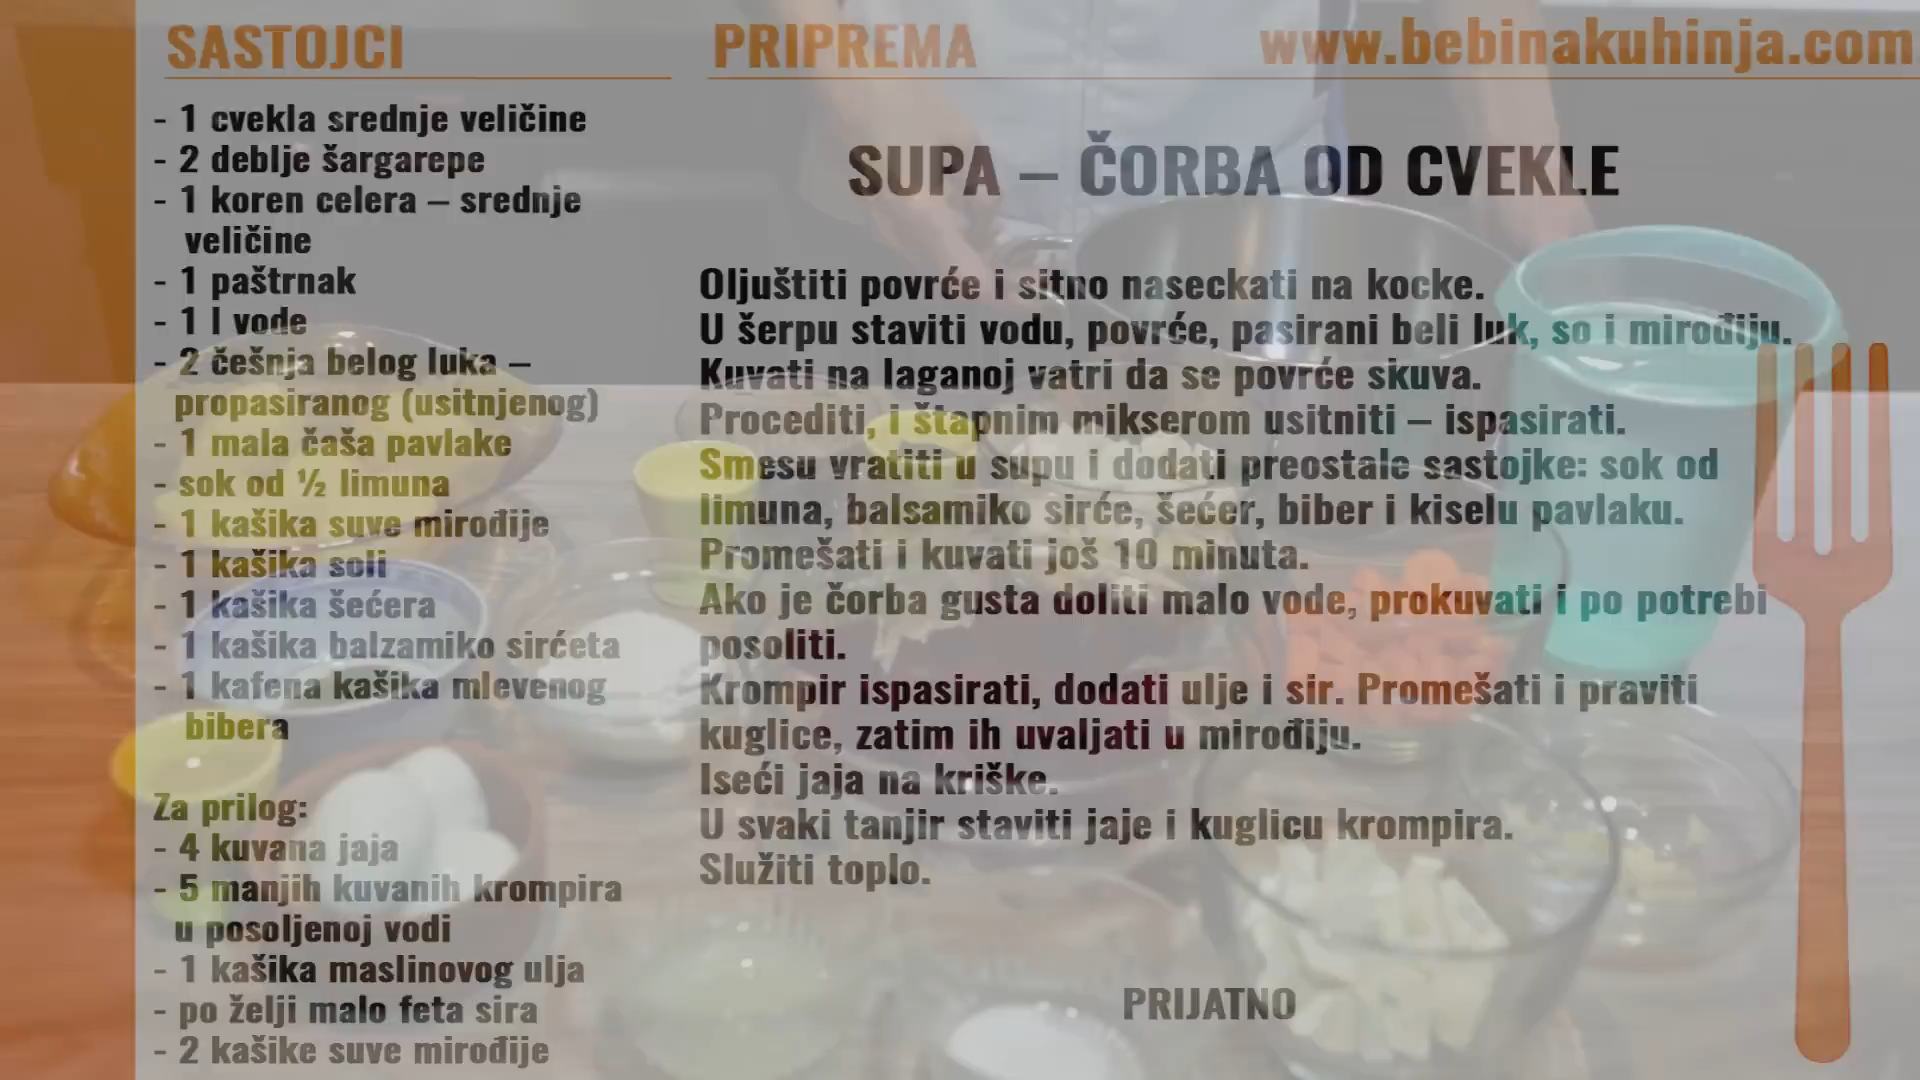 SASTOJCI
- 1 cvekla srednje veličine
- 2 deblje šargarepe
- 1 koren celera – srednje
veličine
- 1 paštrnak
- 1 l vode
- 2 češnja belog luka –
propasiranog (usitnjenog)
- 1 mala čaša pavlake
- sok od ½ limuna
- 1 kašika suve mirođije
- 1 kašika soli
- 1 kašika šećera
- 1 kašika balzamiko sirćeta
- 1 kafena kašika mlevenog
bibera
Za prilog:
- 4 kuvana jaja
- 5 manjih kuvanih krompira
u posoljenoj vodi
- 1 kašika maslinovog ulja
- po želji malo feta sira
- 2 kašike suve mirođije
PRIPREMA
www.bebinakuhinja.com
SUPA – ČORBA OD CVEKLE
Oljuštiti povrće i sitno naseckati na kocke.
U šerpu staviti vodu, povrće, pasirani beli luk, so i mirođiju.
Kuvati na laganoj vatri da se povrće skuva.
Procediti, i štapnim mikserom usitniti – ispasirati.
Smesu vratiti u supu i dodati preostale sastojke: sok od
limuna, balsamiko sirće, šećer, biber i kiselu pavlaku.
Promešati i kuvati još 10 minuta.
Ako je čorba gusta doliti malo vode, prokuvati i po potrebi
posoliti.
Krompir ispasirati, dodati ulje i sir. Promešati i praviti
kuglice, zatim ih uvaljati u mirođiju.
Iseći jaja na kriške.
U svaki tanjir staviti jaje i kuglicu krompira.
Služiti toplo.
PRIJATNO